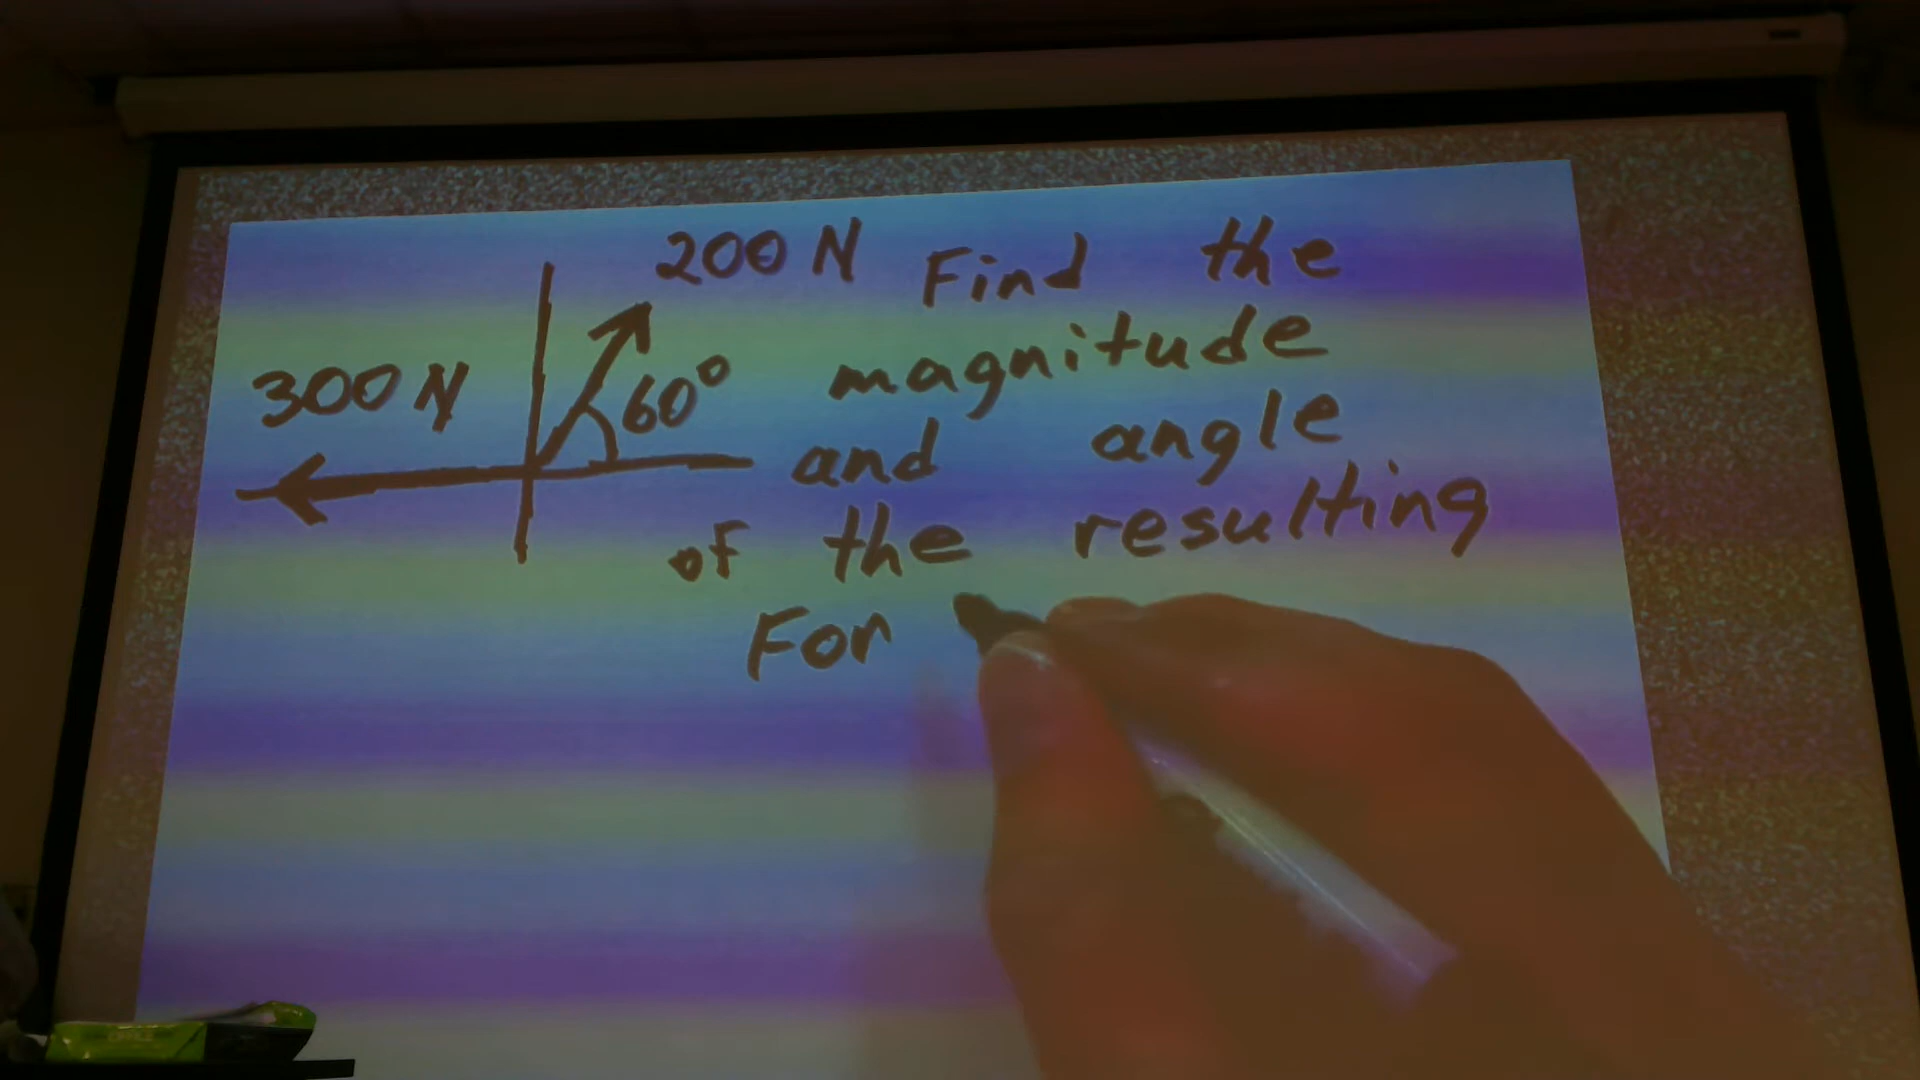 200 N Find the
300 N 60° magnitude
and angle
of the resulting
For